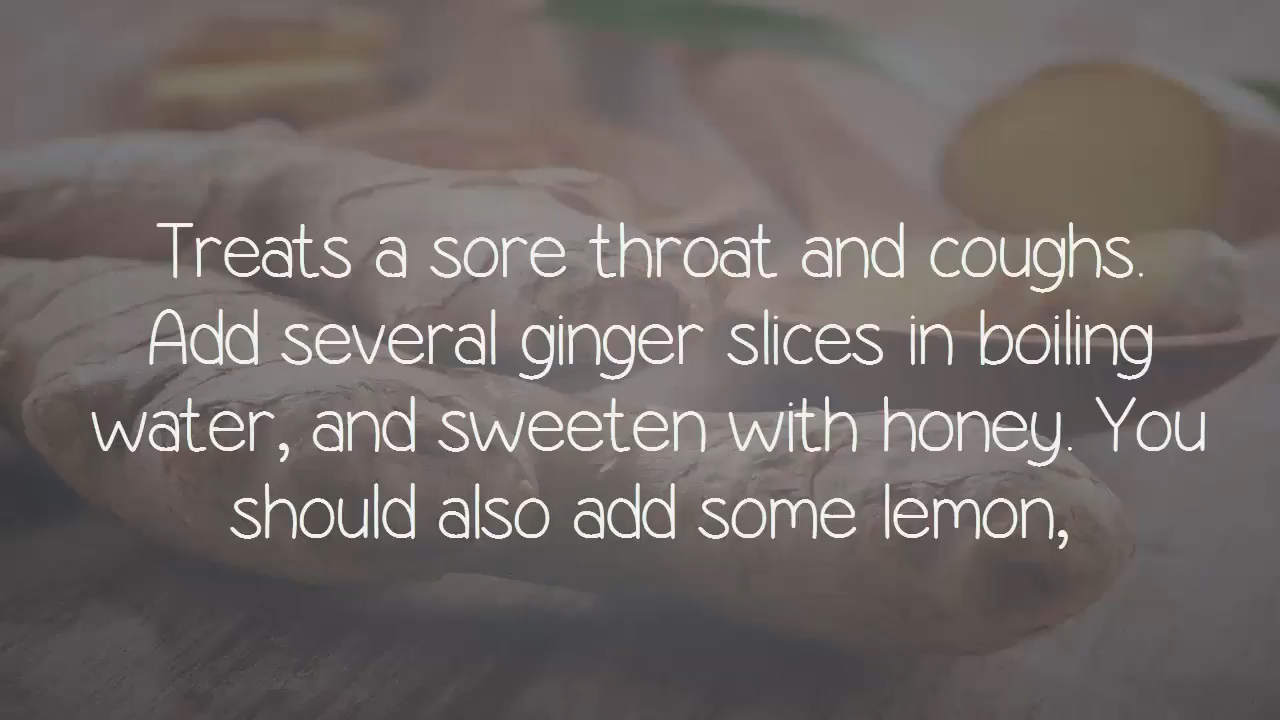 Treats a sore throat and coughs.
Add several ginger slices in boiling
water, and sweeten with honey. You
should also add some lemon,